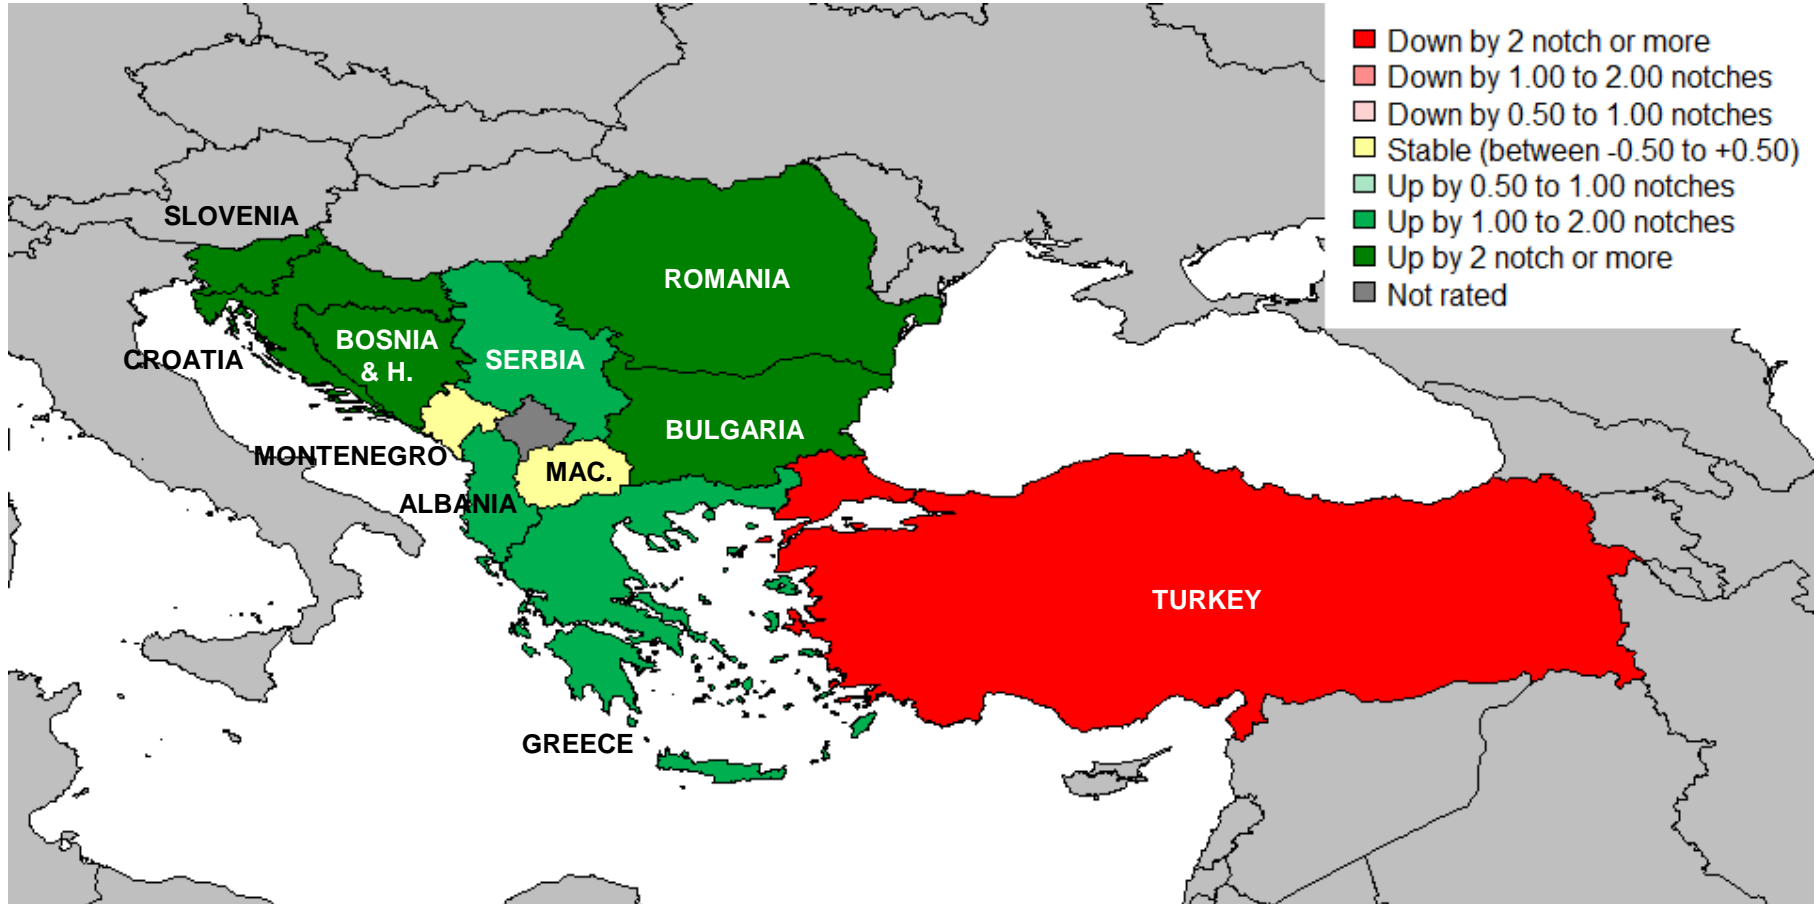 Down by 2 notch or more
Down by 1.00 to 2.00 notches
Down by 0.50 to 1.00 notches
Stable (between -0.50 to +0.50)
Up by 0.50 to 1.00 notches
Up by 1.00 to 2.00 notches
Up by 2 notch or more
Not rated
SLOVENIA
ROMANIA
BOSNIA
& H.
CROATIA
SERBIA
BULGARIA
MONTENEGRO
MAC.
ALBANIA
TURKEY
GREECE